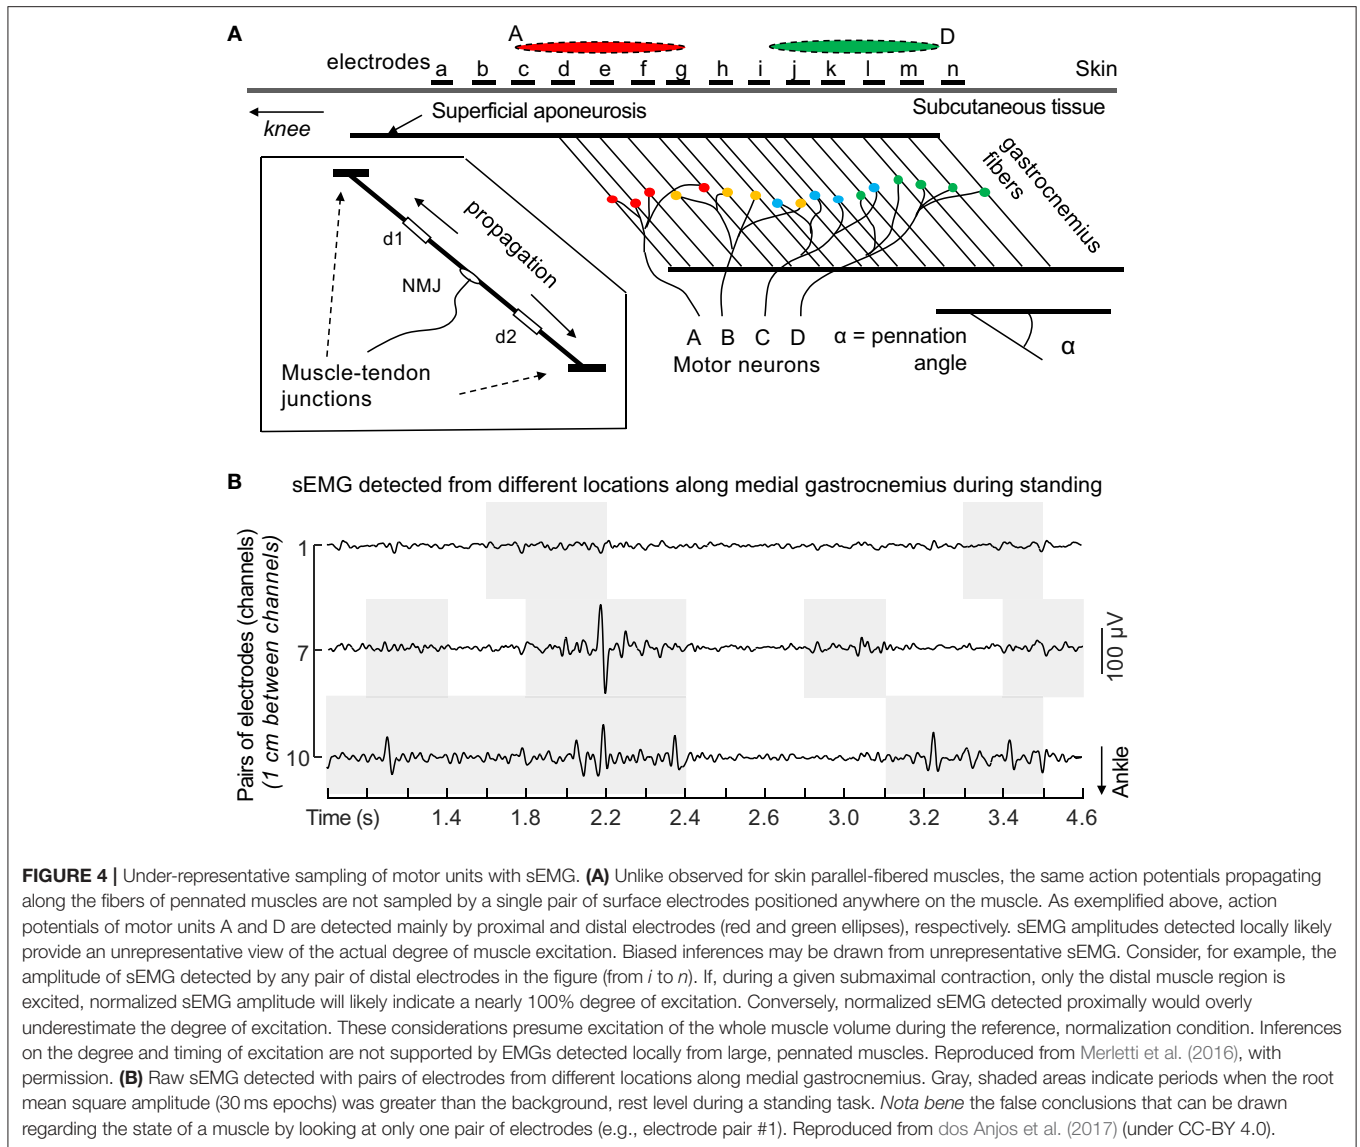 A
A
D
electrodes a b c d e f g h i j k l m n Skin
Superficial aponeurosis
Subcutaneous tissue
knee
gastrocnemius
fibers
propagation
d1
NMJ
d2
Muscle-tendon
junctions
A B C D
Motor neurons
α = pennation
angle
α
B
sEMG detected from different locations along medial gastrocnemius during standing
Pairs of electrodes (channels)
(1 cm between channels)
1
7
10
100 μV
Ankle
Time (s) 1.4 1.8 2.2 2.4 2.6 3.0 3.2 3.4 4.6
FIGURE 4 | Under-representative sampling of motor units with sEMG. (A) Unlike observed for skin parallel-fibered muscles, the same action potentials propagating
along the fibers of pennated muscles are not sampled by a single pair of surface electrodes positioned anywhere on the muscle. As exemplified above, action
potentials of motor units A and D are detected mainly by proximal and distal electrodes (red and green ellipses), respectively. sEMG amplitudes detected locally likely
provide an unrepresentative view of the actual degree of muscle excitation. Biased inferences may be drawn from unrepresentative sEMG. Consider, for example, the
amplitude of sEMG detected by any pair of distal electrodes in the figure (from i to n). If, during a given submaximal contraction, only the distal muscle region is
excited, normalized sEMG amplitude will likely indicate a nearly 100% degree of excitation. Conversely, normalized sEMG detected proximally would overly
underestimate the degree of excitation. These considerations presume excitation of the whole muscle volume during the reference, normalization condition. Inferences
on the degree and timing of excitation are not supported by EMGs detected locally from large, pennated muscles. Reproduced from Merletti et al. (2016), with
permission. (B) Raw sEMG detected with pairs of electrodes from different locations along medial gastrocnemius. Gray, shaded areas indicate periods when the root
mean square amplitude (30 ms epochs) was greater than the background, rest level during a standing task. Nota bene the false conclusions that can be drawn
regarding the state of a muscle by looking at only one pair of electrodes (e.g., electrode pair #1). Reproduced from dos Anjos et al. (2017) (under CC-BY 4.0).